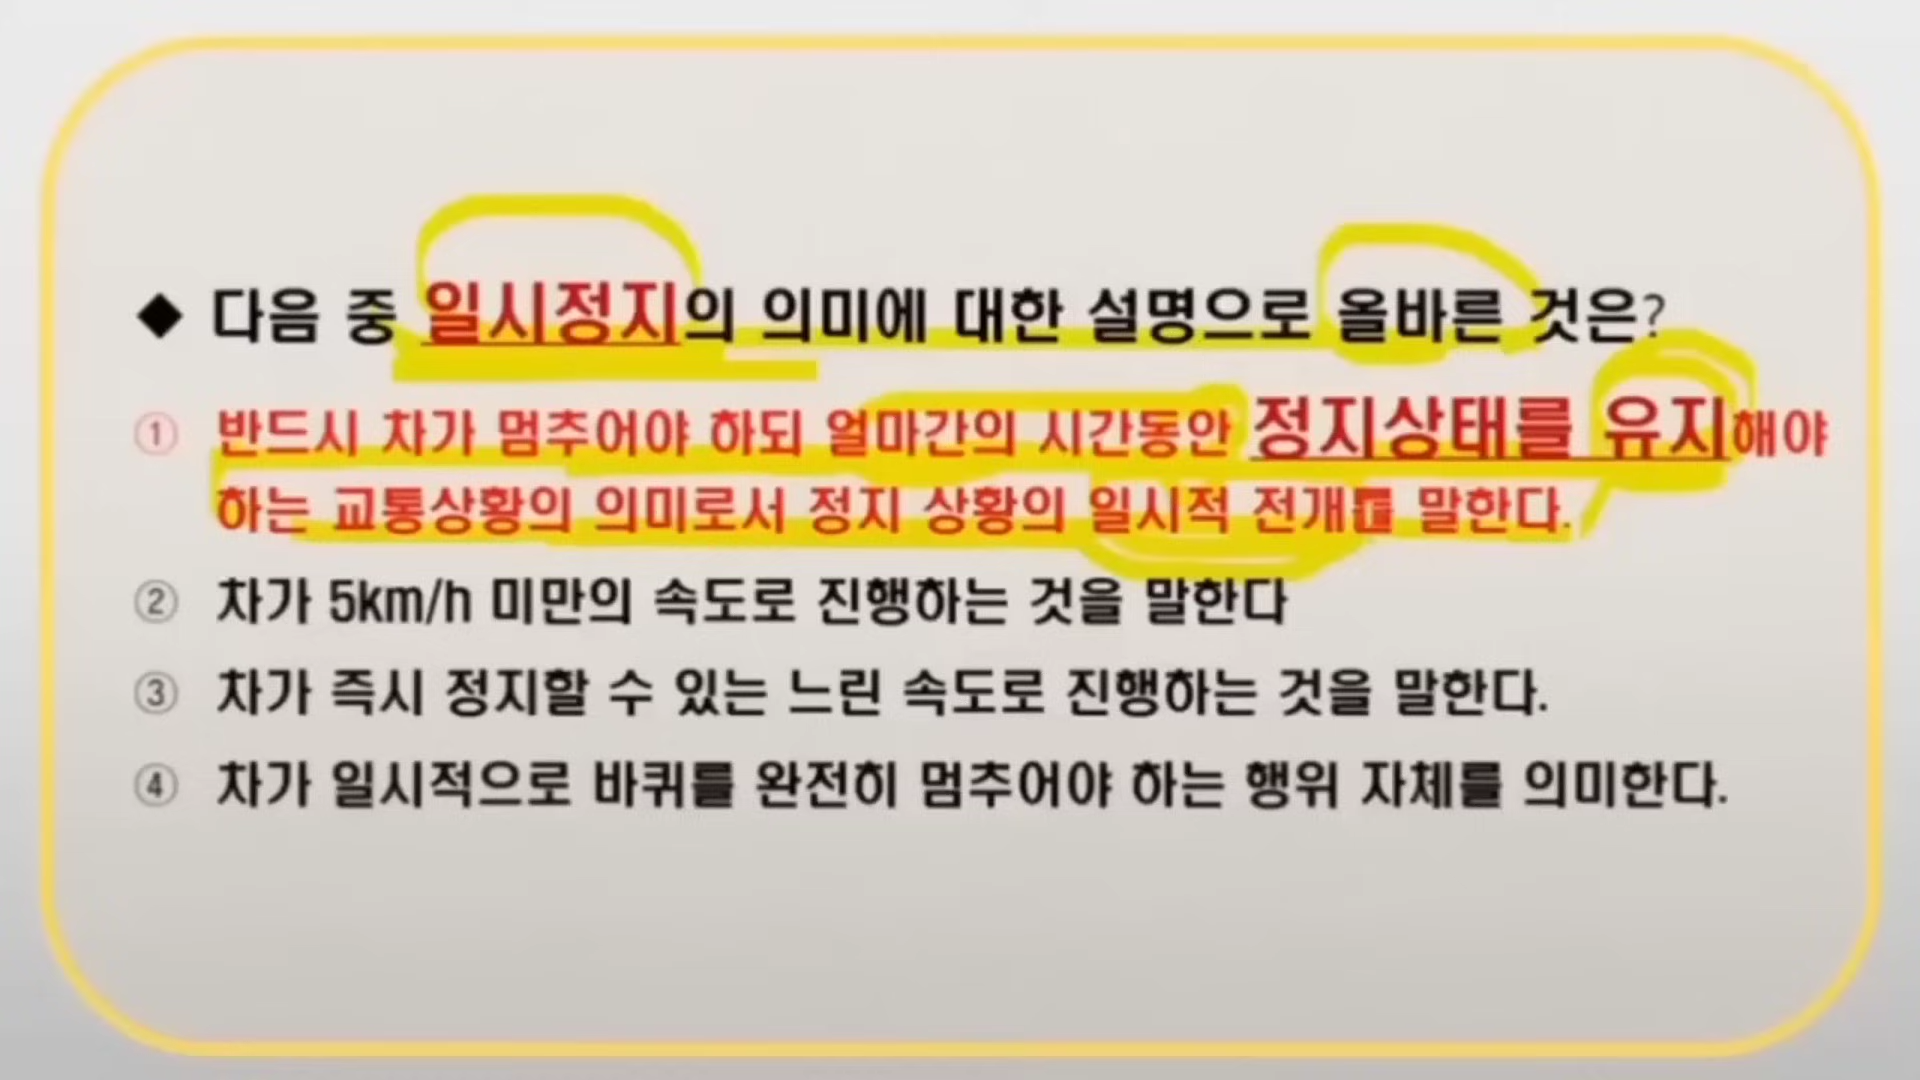 ◆ 다음 중 일시정지의 의미에 대한 설명으로 올바른 것은?
① 반드시 차가 멈추어야 하되 얼마간의 시간동안 정지상태를 유지해야
하는 교통상황의 의미로서 정지 상황의 일시적 전개를 말한다.
② 차가 5km/h 미만의 속도로 진행하는 것을 말한다
③ 차가 즉시 정지할 수 있는 느린 속도로 진행하는 것을 말한다.
④ 차가 일시적으로 바퀴를 완전히 멈추어야 하는 행위 자체를 의미한다.